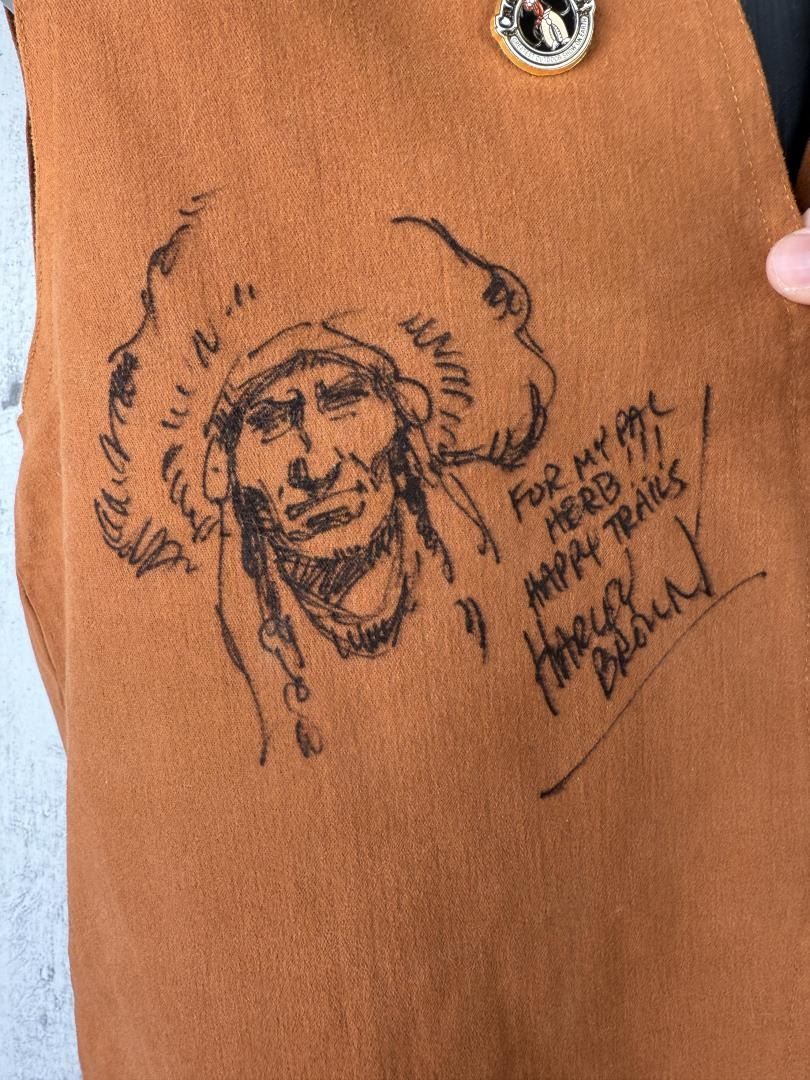 FOR MY PAL
HERB!!!
HAPPY TRAILS
HARLEY
BROWN